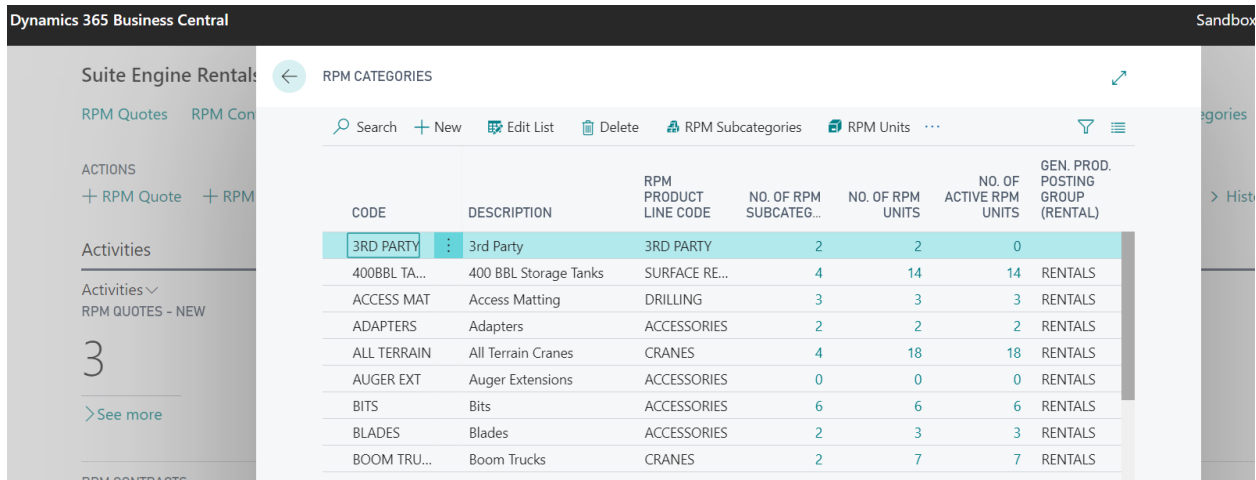 Dynamics 365 Business Central Sandbox
Suite Engine Rentals
RPM CATEGORIES
RPM Quotes RPM Con
egories
Search New Edit List Delete RPM Subcategories RPM Units ...
ACTIONS
+ RPM Quote + RPM
> Hist
CODE DESCRIPTION RPM PRODUCT LINE CODE NO. OF RPM SUBCATEG... NO. OF RPM UNITS NO. OF ACTIVE RPM UNITS GEN. PROD. POSTING GROUP (RENTAL)
3RD PARTY 3rd Party 3RD PARTY 2 2 0
400BBL TA... 400 BBL Storage Tanks SURFACE RE... 4 14 14 RENTALS
ACCESS MAT Access Matting DRILLING 3 3 3 RENTALS
ADAPTERS Adapters ACCESSORIES 2 2 2 RENTALS
ALL TERRAIN All Terrain Cranes CRANES 4 18 18 RENTALS
AUGER EXT Auger Extensions ACCESSORIES 0 0 0 RENTALS
BITS Bits ACCESSORIES 6 6 6 RENTALS
BLADES Blades ACCESSORIES 2 3 3 RENTALS
BOOM TRU... Boom Trucks CRANES 2 7 7 RENTALS
Activities
Activities
RPM QUOTES - NEW
3
> See more
RPM CONTRACTS